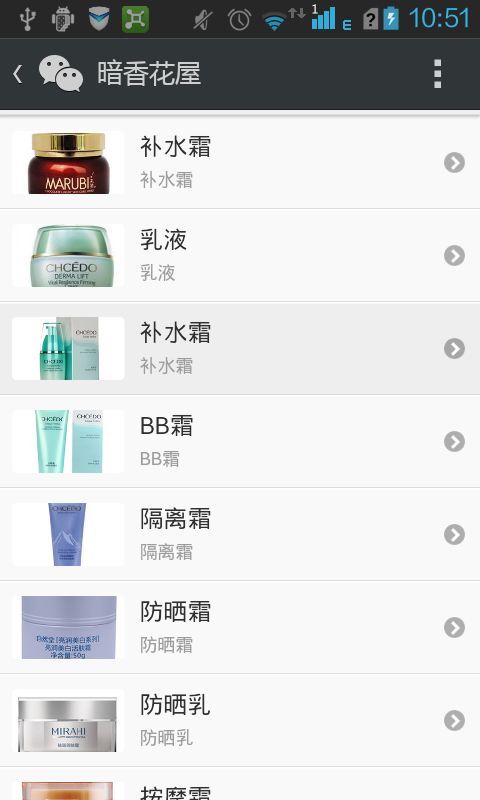 1
E
10:51
暗香花屋
MARUBI
补水霜
补水霜
CHCEDO
DERMA LIFT
Vital Resilience Firming
乳液
乳液
CHCEDO
补水霜
补水霜
CHCEDO
CHCEDO
BB霜
BB霜
CHCEDO
隔离霜
隔离霜
自然堂[亮润美白系列]
亮润美白活肤霜
净含量:50g
防晒霜
防晒霜
MIRAHI
防晒乳
防晒乳
按摩霜